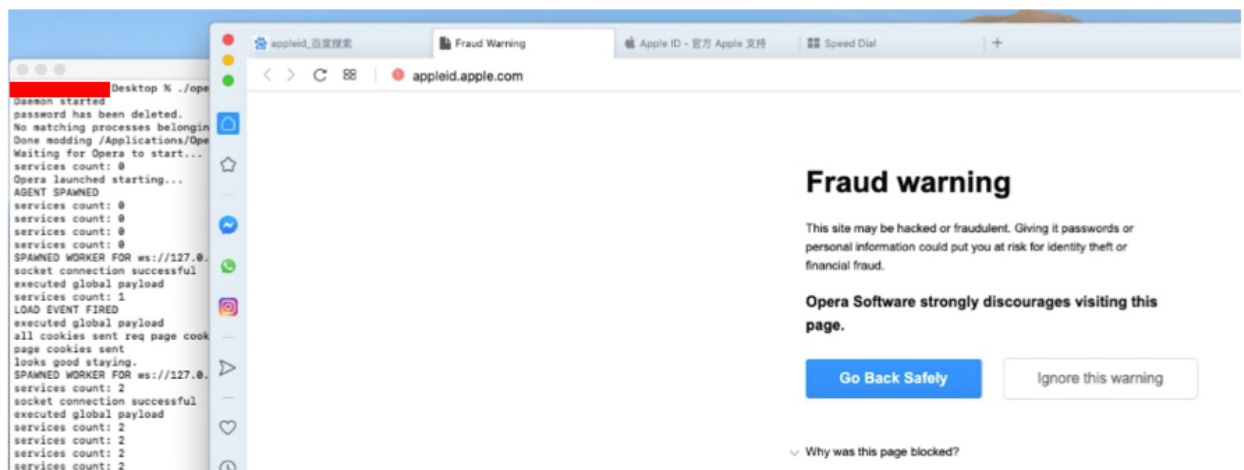 appleid_百度搜索
Fraud Warning
Apple ID - 官方 Apple 支持
Speed Dial
appleid.apple.com
Desktop % ./ope
Daemon started
password has been deleted.
No matching processes belongin
Done modding /Applications/Ope
Waiting for Opera to start...
services count: 0
Opera launched starting...
AGENT SPAWNED
services count: 0
services count: 0
services count: 0
services count: 0
SPAWNED WORKER FOR ws://127.0.
socket connection successful
executed global payload
services count: 1
LOAD EVENT FIRED
executed global payload
all cookies sent req page cook
page cookies sent
looks good staying.
SPAWNED WORKER FOR ws://127.0.
services count: 2
socket connection successful
executed global payload
services count: 2
services count: 2
services count: 2
services count: 2
Fraud warning
This site may be hacked or fraudulent. Giving it passwords or
personal information could put you at risk for identity theft or
financial fraud.
Opera Software strongly discourages visiting this
page.
Go Back Safely
Ignore this warning
Why was this page blocked?